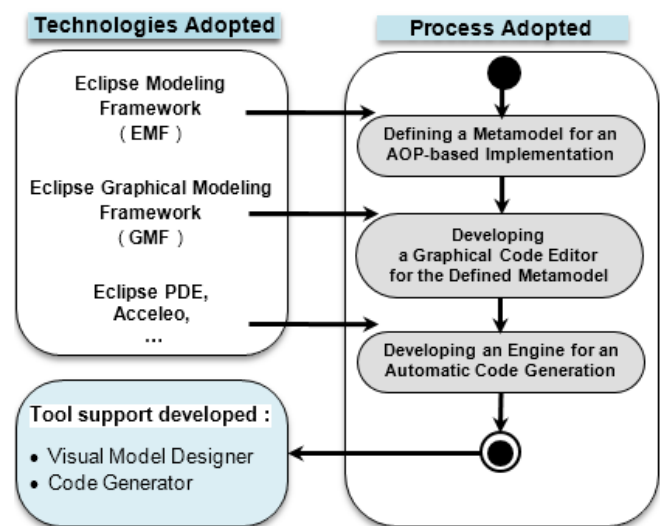 Technologies Adopted
Eclipse Modeling
Framework
( EMF )
Eclipse Graphical Modeling
Framework
( GMF )
Eclipse PDE,
Acceleo,
...
Process Adopted
Defining a Metamodel for an
AOP-based Implementation
Developing
a Graphical Code Editor
for the Defined Metamodel
Developing an Engine for an
Automatic Code Generation
Tool support developed :
• Visual Model Designer
• Code Generator